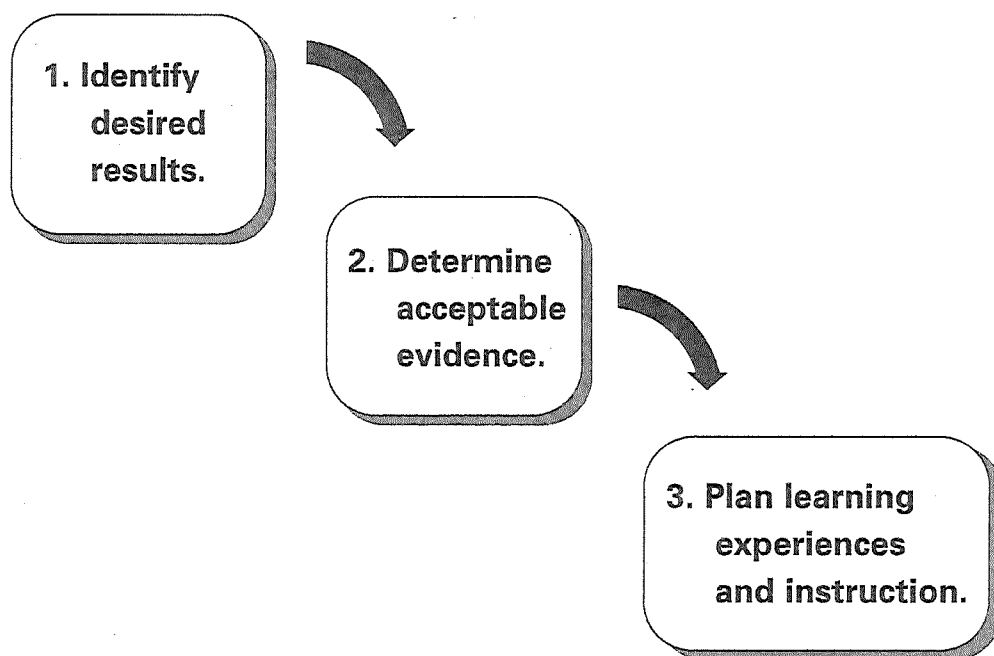 1. Identify
desired
results.
2. Determine
acceptable
evidence.
3. Plan learning
experiences
and instruction.